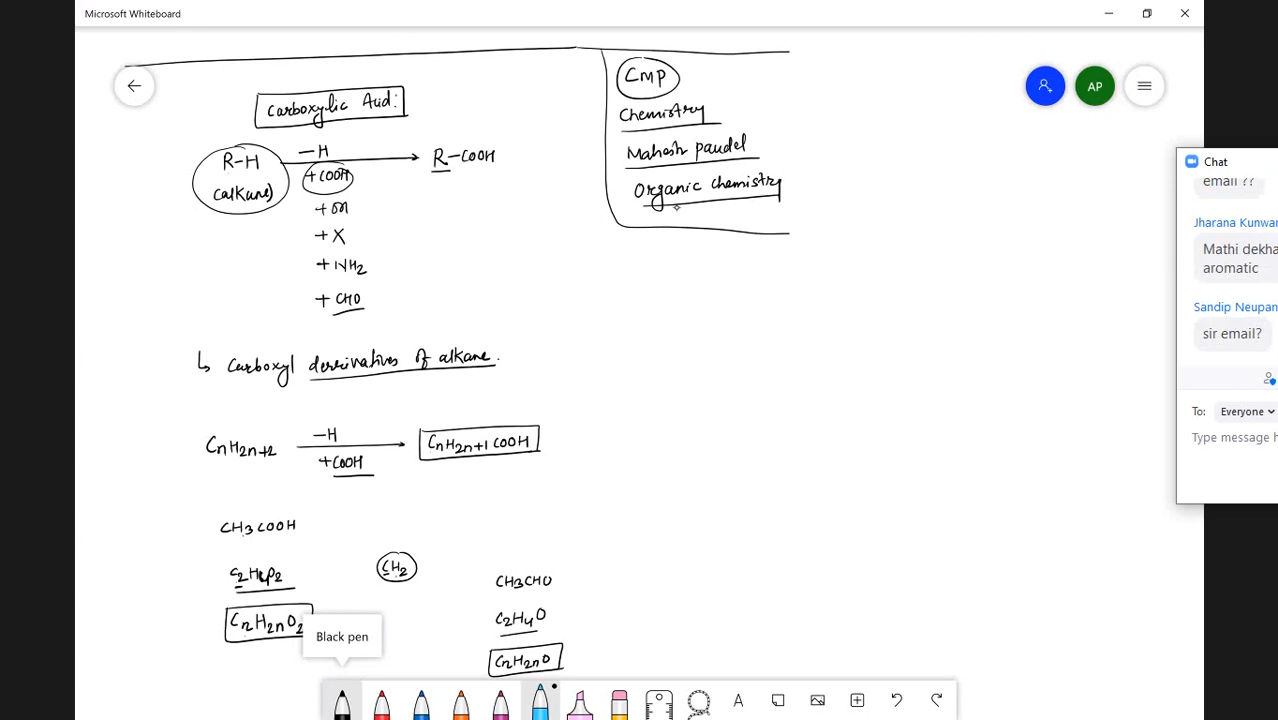 Microsoft Whiteboard
CMP
Chemistry
Mahesh paudel
Organic chemistry
Carboxylic Acid:
R-H
(alkane)
-H
+COOH
R-COOH
+OH
+X
+NH2
+CHO
↳ Carboxyl derrivatives of alkane.
CnH2n+2
-H
+COOH
CnH2n+1 COOH
CH3COOH
C2H4O2
CnH2nO2
CH2
CH3CHO
C2H4O
CnH2nO
Black pen
AP
Chat
email ??
Jharana Kunwar
Mathi dekha
aromatic
Sandip Neupan
sir email?
To: Everyone
Type message h
A